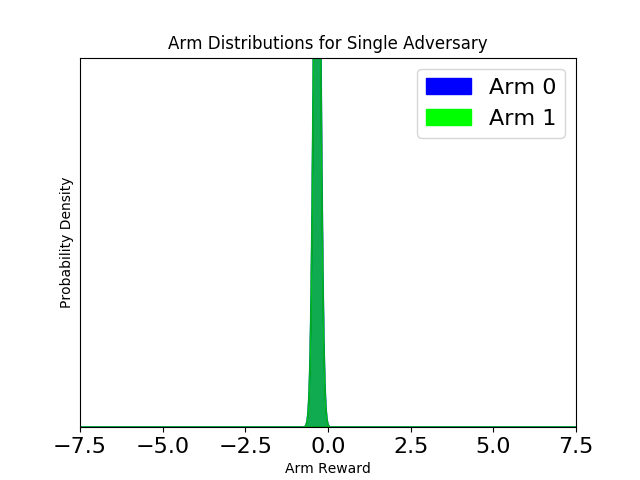 Arm Distributions for Single Adversary
Arm 0
Arm 1
Probability Density
−7.5 −5.0 −2.5 0.0 2.5 5.0 7.5
Arm Reward